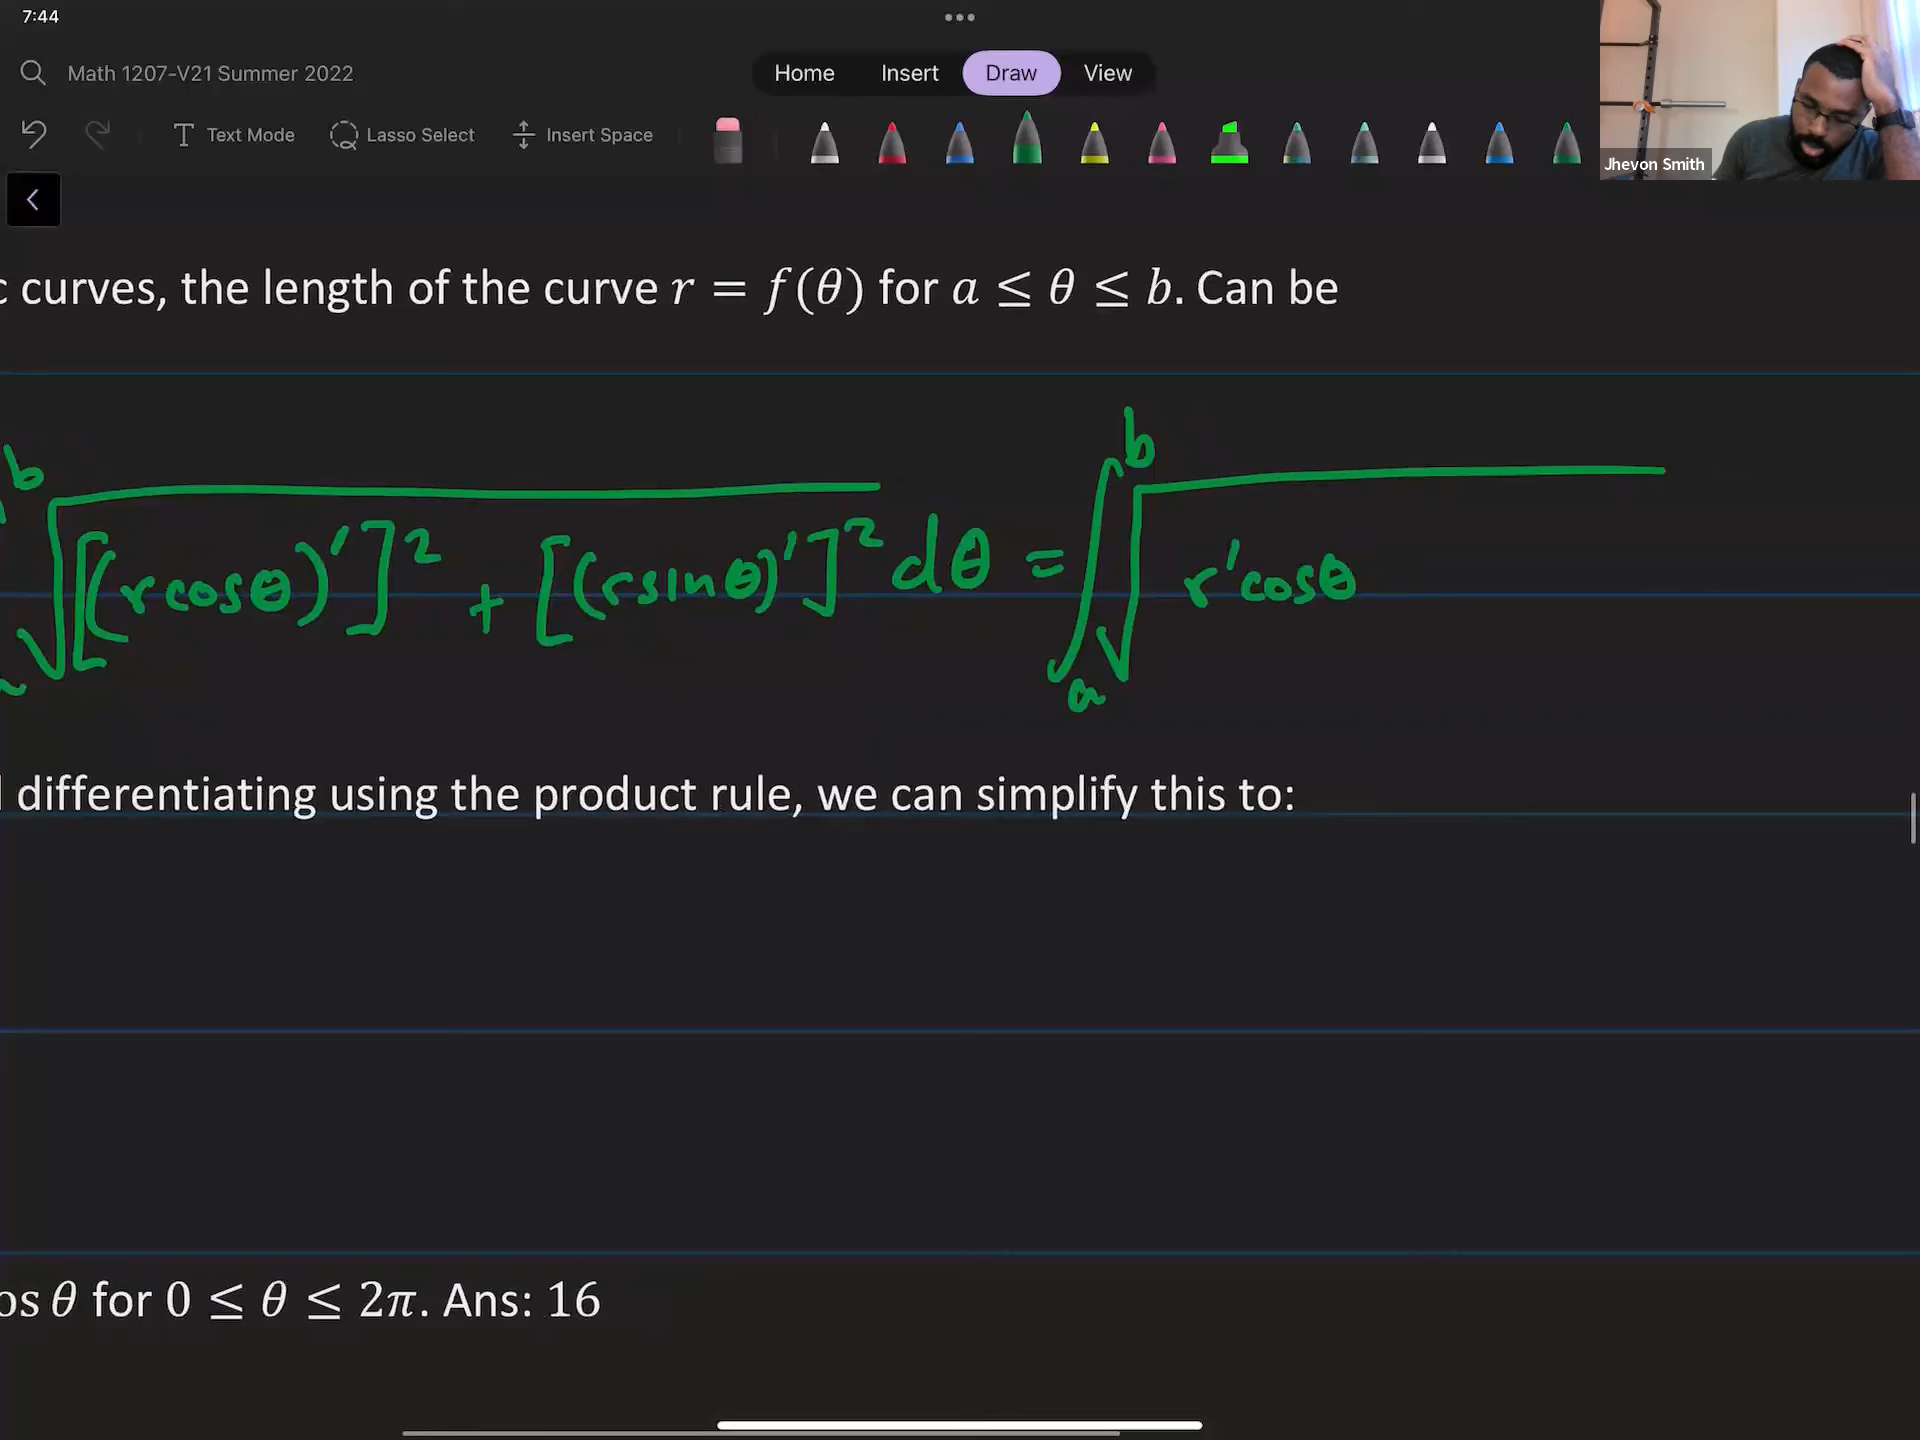 7:44
Math 1207-V21 Summer 2022
Home Insert Draw View
Text Mode Lasso Select Insert Space
Jhevon Smith
c curves, the length of the curve r = f(θ) for a ≤ θ ≤ b. Can be
b √[(r cosθ)']² + [(r sinθ)']² dθ = ∫ₐᵇ √ r'cosθ
differentiating using the product rule, we can simplify this to:
os θ for 0 ≤ θ ≤ 2π. Ans: 16